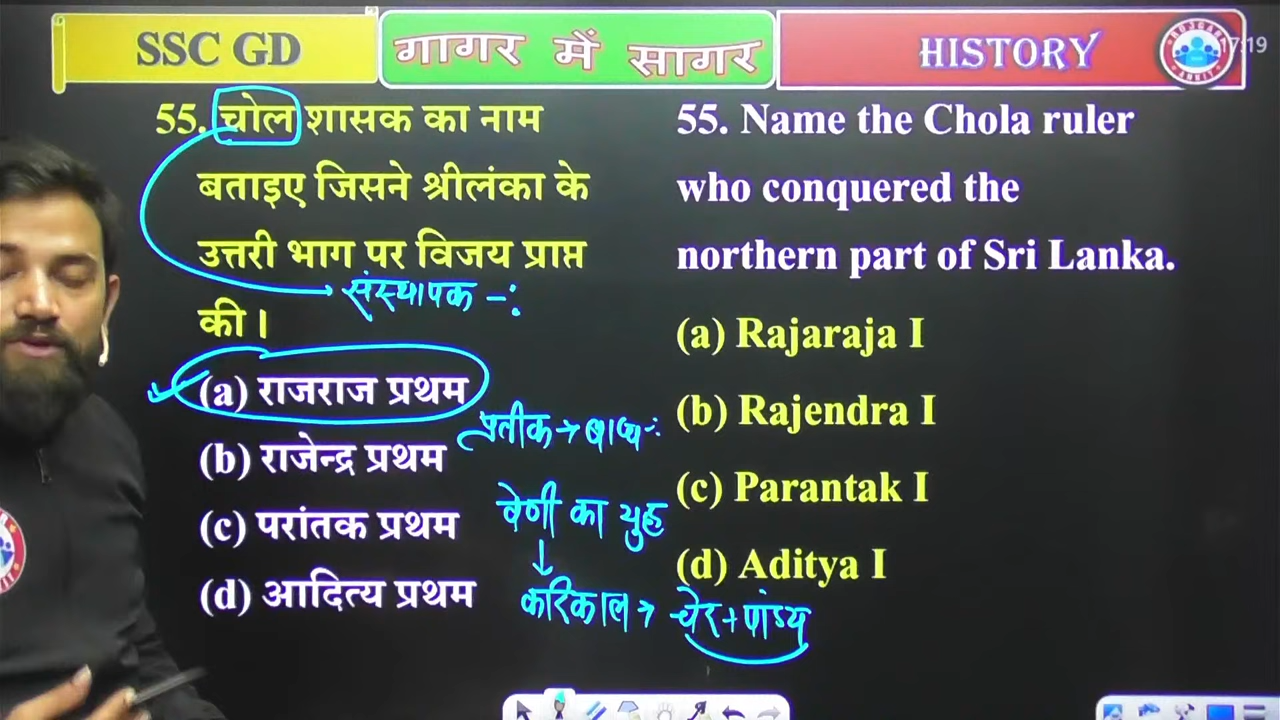 SSC GD
गागर में सागर
HISTORY
17:19
55. चोल शासक का नाम
बताइए जिसने श्रीलंका के
उत्तरी भाग पर विजय प्राप्त
की।
संस्थापक -:
(a) राजराज प्रथम
(b) राजेन्द्र प्रथम
(c) परांतक प्रथम
(d) आदित्य प्रथम
प्रतीक → बाघ
वेणी का युद्ध
↓
करिकाल → चेर + पांड्य
55. Name the Chola ruler
who conquered the
northern part of Sri Lanka.
(a) Rajaraja I
(b) Rajendra I
(c) Parantak I
(d) Aditya I